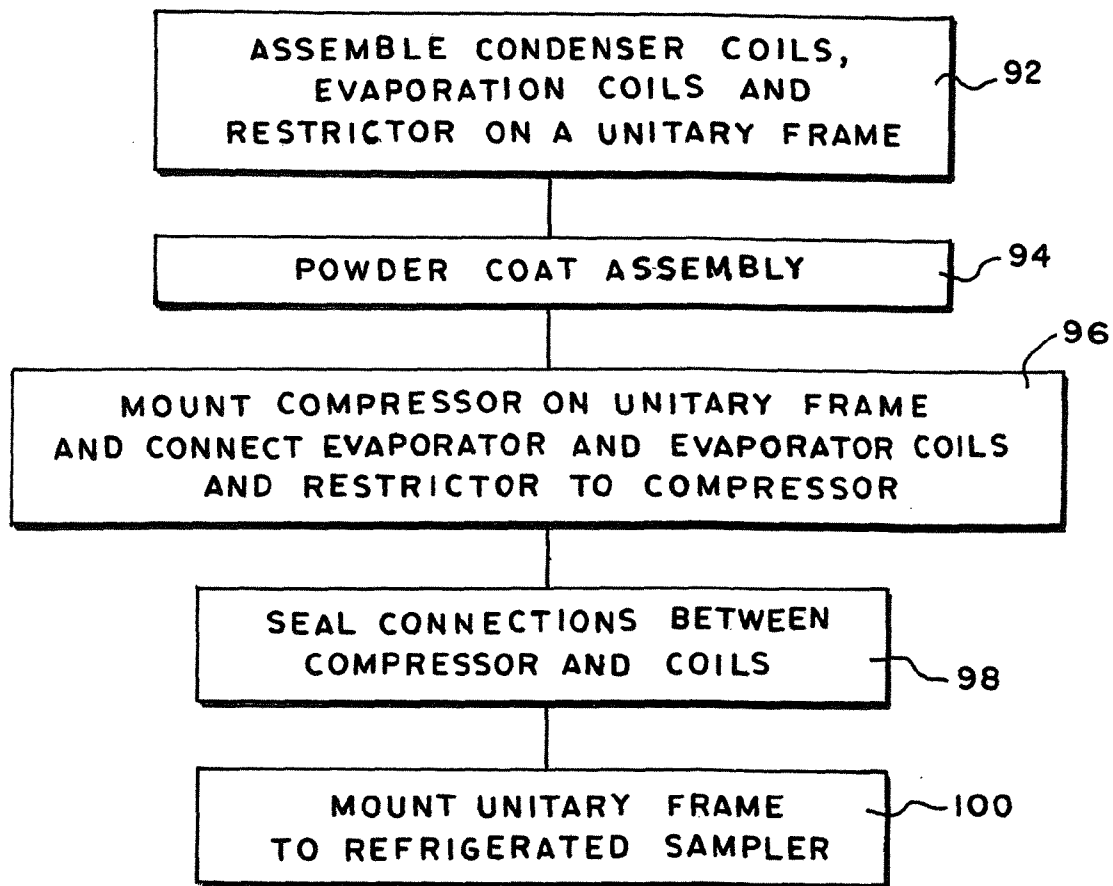 ASSEMBLE CONDENSER COILS,
EVAPORATION COILS AND
RESTRICTOR ON A UNITARY FRAME
92
POWDER COAT ASSEMBLY
94
96
MOUNT COMPRESSOR ON UNITARY FRAME
AND CONNECT EVAPORATOR AND EVAPORATOR COILS
AND RESTRICTOR TO COMPRESSOR
SEAL CONNECTIONS BETWEEN
COMPRESSOR AND COILS
98
MOUNT UNITARY FRAME
TO REFRIGERATED SAMPLER
100